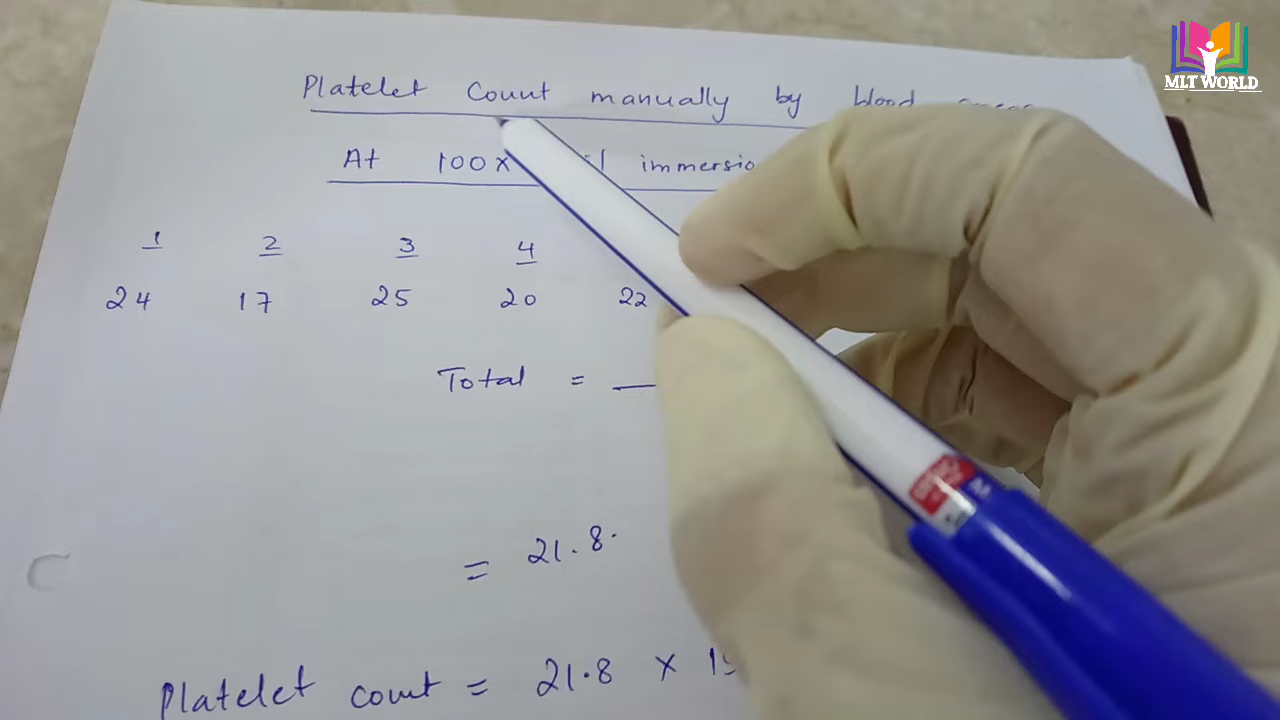 MLT WORLD
Platelet Count manually by blood
At 100x immersio
1 2 3 4
24 17 25 20 22
Total =
= 21.8.
Platelet count = 21.8 x